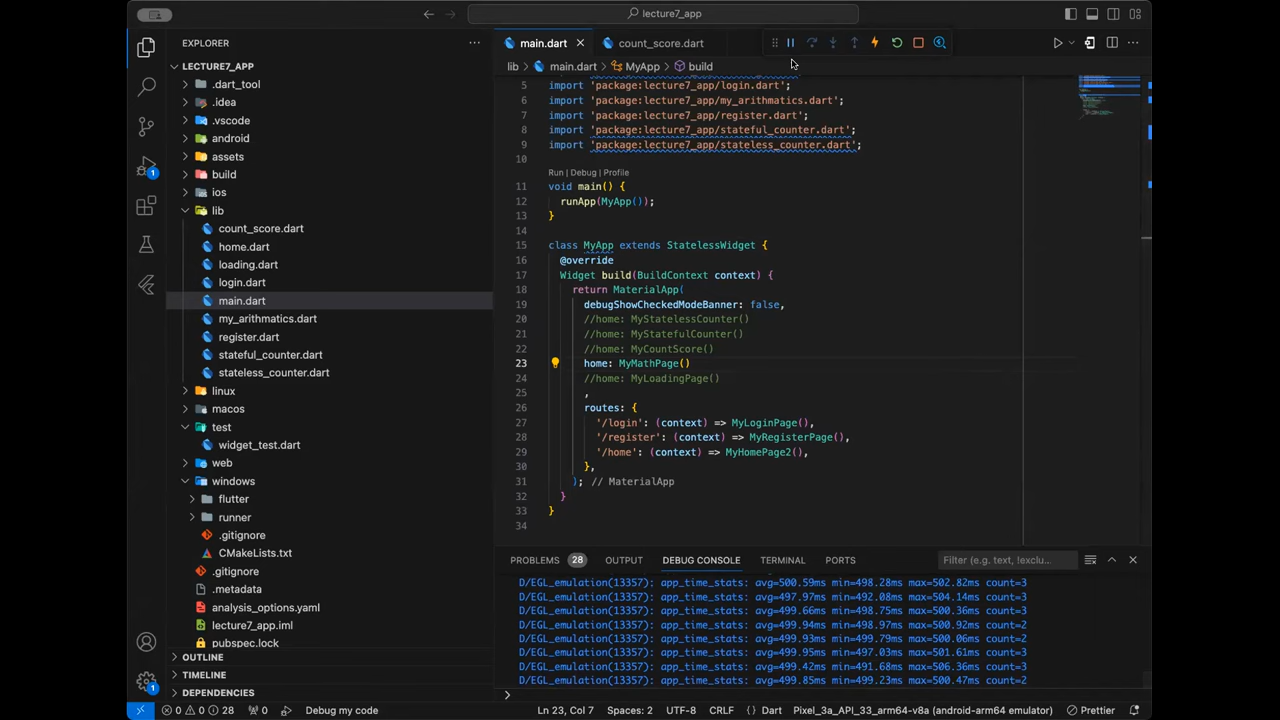 lecture7_app
EXPLORER
LECTURE7_APP
.dart_tool
.idea
.vscode
android
assets
build
ios
lib
count_score.dart
home.dart
loading.dart
login.dart
main.dart
my_arithmatics.dart
register.dart
stateful_counter.dart
stateless_counter.dart
linux
macos
test
widget_test.dart
web
windows
flutter
runner
.gitignore
CMakeLists.txt
.gitignore
.metadata
analysis_options.yaml
lecture7_app.iml
pubspec.lock
OUTLINE
TIMELINE
DEPENDENCIES
1
1
main.dart
count_score.dart
lib > main.dart > MyApp > build
5 import 'package:lecture7_app/login.dart';
6 import 'package:lecture7_app/my_arithmatics.dart';
7 import 'package:lecture7_app/register.dart';
8 import 'package:lecture7_app/stateful_counter.dart';
9 import 'package:lecture7_app/stateless_counter.dart';
10
Run | Debug | Profile
11 void main() {
12 runApp(MyApp());
13 }
14
15 class MyApp extends StatelessWidget {
16 @override
17 Widget build(BuildContext context) {
18 return MaterialApp(
19 debugShowCheckedModeBanner: false,
20 //home: MyStatelessCounter()
21 //home: MyStatefulCounter()
22 //home: MyCountScore()
23 home: MyMathPage()
24 //home: MyLoadingPage()
25 ,
26 routes: {
27 '/login': (context) => MyLoginPage(),
28 '/register': (context) => MyRegisterPage(),
29 '/home': (context) => MyHomePage2(),
30 },
31 ); // MaterialApp
32 }
33 }
34
PROBLEMS 28 OUTPUT DEBUG CONSOLE TERMINAL PORTS Filter (e.g. text, !exclu...
D/EGL_emulation(13357): app_time_stats: avg=500.59ms min=498.28ms max=502.82ms count=3
D/EGL_emulation(13357): app_time_stats: avg=497.97ms min=492.08ms max=504.14ms count=3
D/EGL_emulation(13357): app_time_stats: avg=499.66ms min=498.75ms max=500.36ms count=3
D/EGL_emulation(13357): app_time_stats: avg=499.94ms min=498.97ms max=500.92ms count=2
D/EGL_emulation(13357): app_time_stats: avg=499.93ms min=499.79ms max=500.06ms count=2
D/EGL_emulation(13357): app_time_stats: avg=499.95ms min=497.03ms max=501.61ms count=3
D/EGL_emulation(13357): app_time_stats: avg=499.42ms min=491.68ms max=506.36ms count=3
D/EGL_emulation(13357): app_time_stats: avg=499.85ms min=499.23ms max=500.47ms count=2
0 0 28 0 Debug my code Ln 23, Col 7 Spaces: 2 UTF-8 CRLF {} Dart Pixel_3a_API_33_arm64-v8a (android-arm64 emulator) Prettier